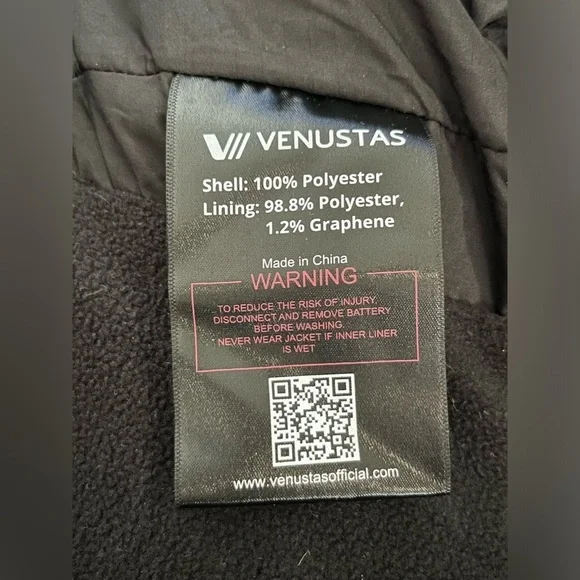 VENUSTAS
Shell: 100% Polyester
Lining: 98.8% Polyester,
1.2% Graphene
Made in China
WARNING
TO REDUCE THE RISK OF INJURY,
DISCONNECT AND REMOVE BATTERY
BEFORE WASHING.
* NEVER WEAR JACKET IF INNER LINER
IS WET
www.venustasofficial.com